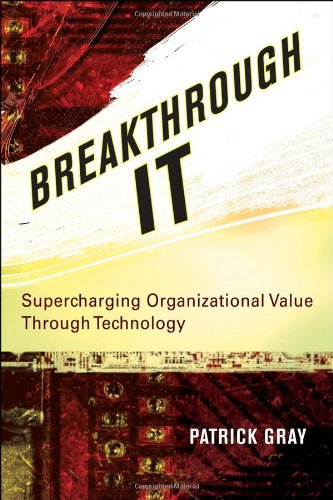 BREAKTHROUGH
IT
Supercharging Organizational Value
Through Technology
PATRICK GRAY